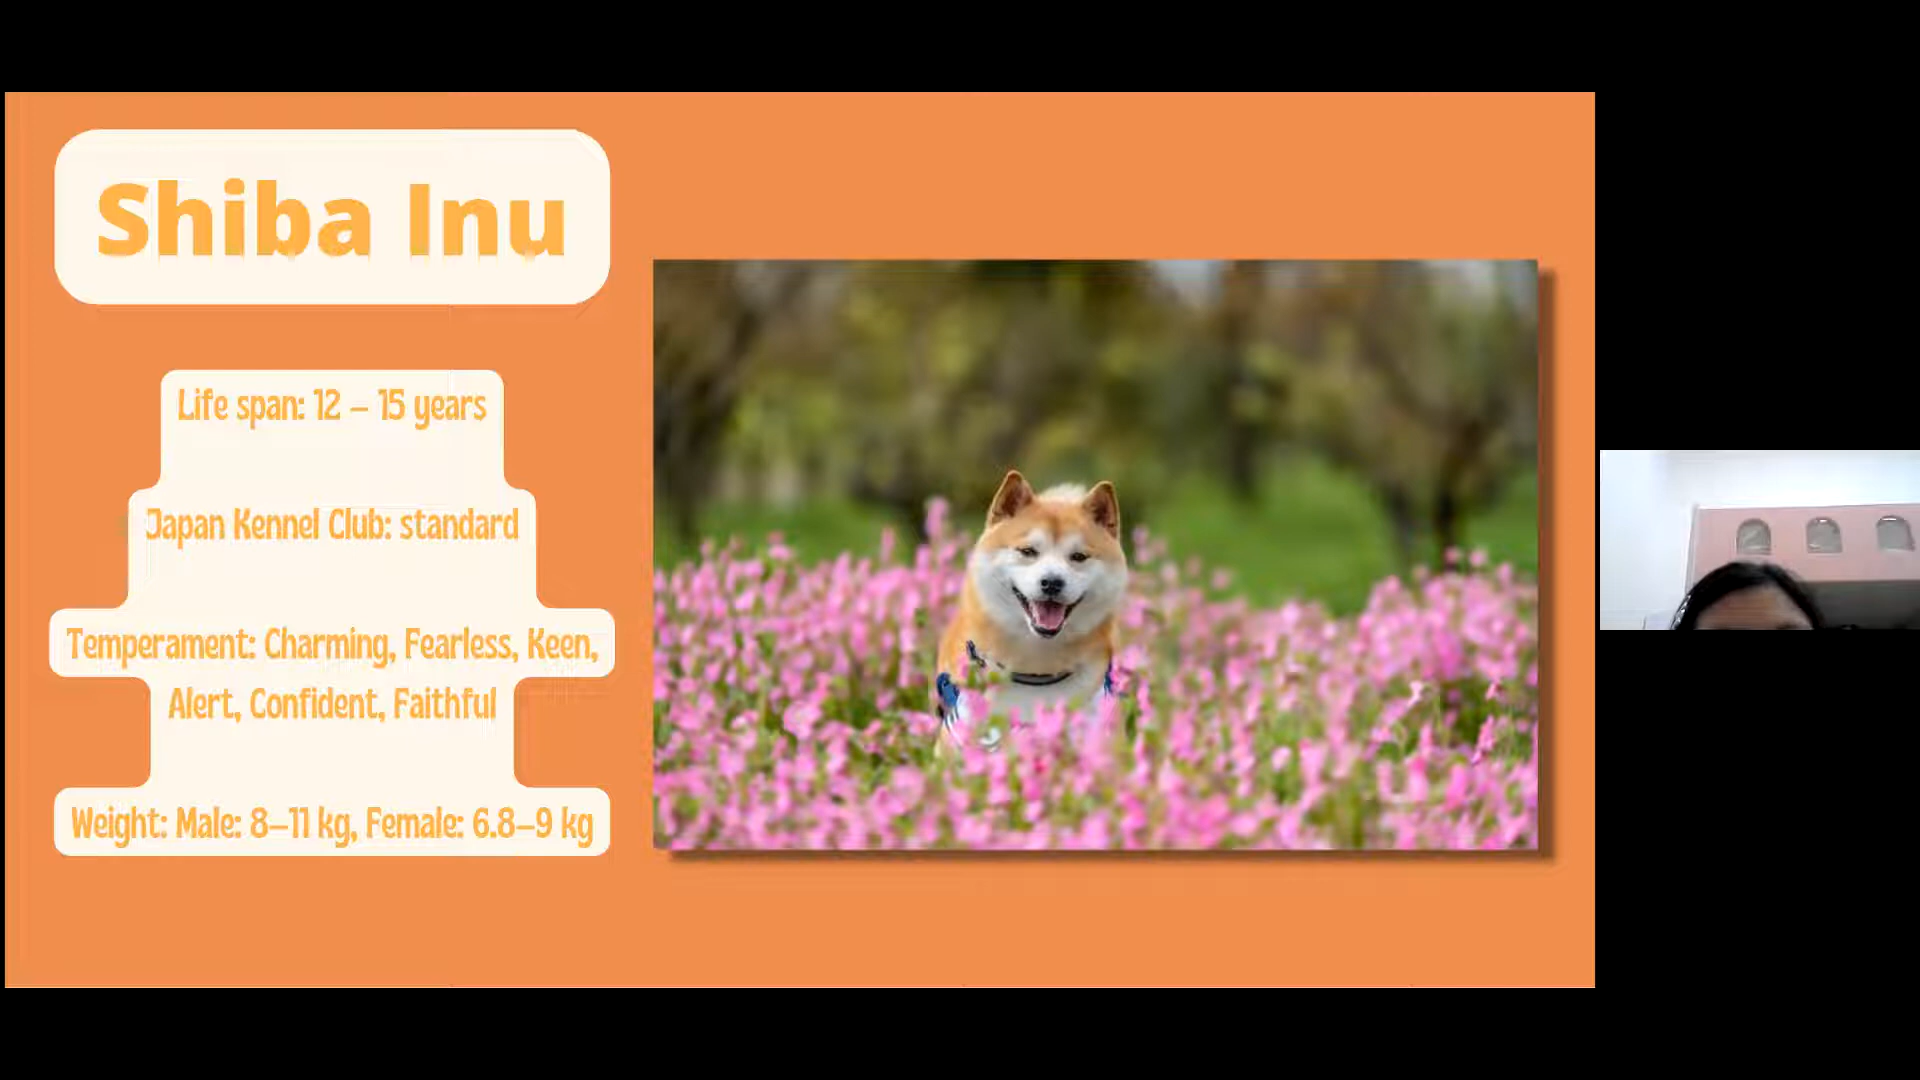 Shiba Inu
Life span: 12 – 15 years
Japan Kennel Club: standard
Temperament: Charming, Fearless, Keen,
Alert, Confident, Faithful
Weight: Male: 8–11 kg, Female: 6.8–9 kg